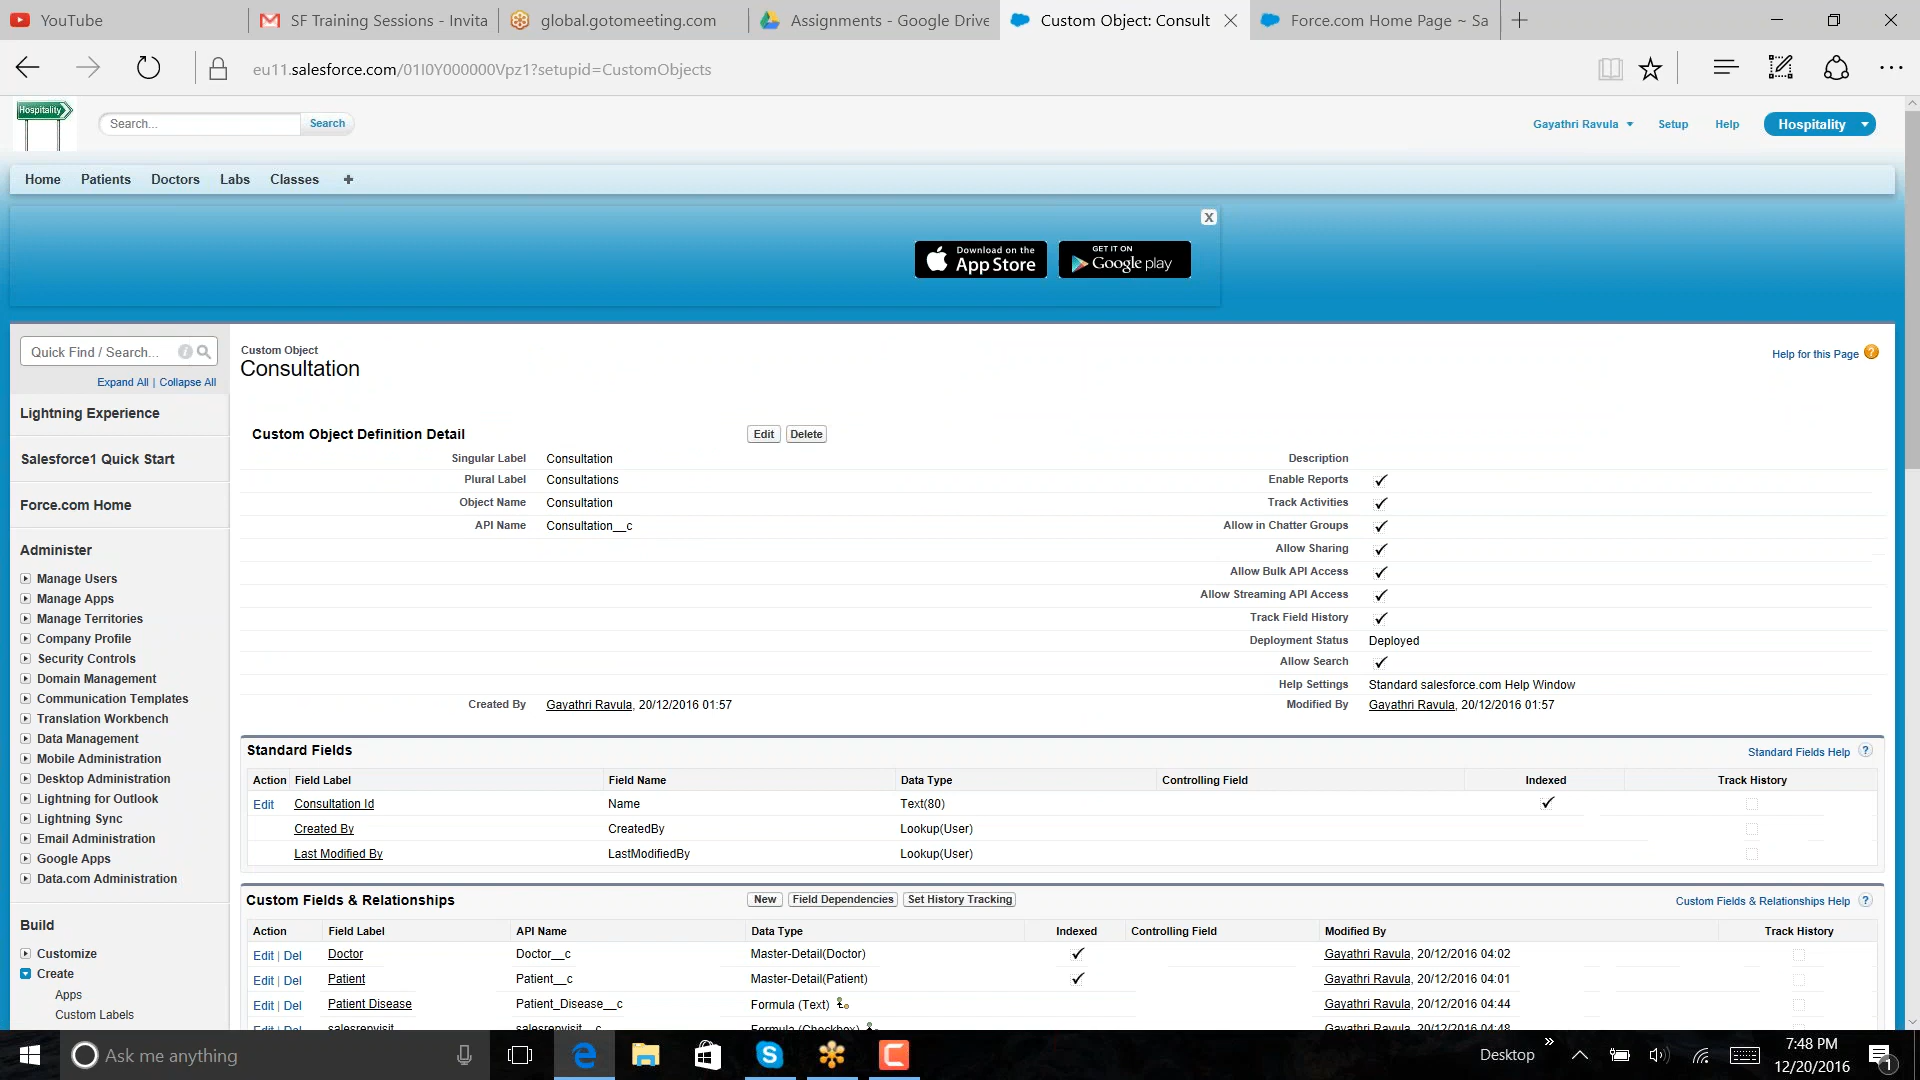 YouTube
SF Training Sessions - Invita
global.gotomeeting.com
Assignments - Google Drive
Custom Object: Consult
Force.com Home Page ~ Sa
eu11.salesforce.com/01I0Y000000Vpz1?setupid=CustomObjects
Hospitality
Search...
Search
Gayathri Ravula
Setup
Help
Hospitality
Home
Patients
Doctors
Labs
Classes
+
X
Download on the
App Store
GET IT ON
Google play
Quick Find / Search...
Expand All | Collapse All
Lightning Experience
Salesforce1 Quick Start
Force.com Home
Administer
Manage Users
Manage Apps
Manage Territories
Company Profile
Security Controls
Domain Management
Communication Templates
Translation Workbench
Data Management
Mobile Administration
Desktop Administration
Lightning for Outlook
Lightning Sync
Email Administration
Google Apps
Data.com Administration
Build
Customize
Create
Apps
Custom Labels
Custom Object
Consultation
Help for this Page ?
Custom Object Definition Detail
Edit
Delete
Singular Label Consultation
Description
Plural Label Consultations
Enable Reports
Object Name Consultation
Track Activities
API Name Consultation__c
Allow in Chatter Groups
Allow Sharing
Allow Bulk API Access
Allow Streaming API Access
Track Field History
Deployment Status Deployed
Allow Search
Help Settings Standard salesforce.com Help Window
Created By Gayathri Ravula, 20/12/2016 01:57
Modified By Gayathri Ravula, 20/12/2016 01:57
Standard Fields
Standard Fields Help ?
Action Field Label Field Name Data Type Controlling Field Indexed Track History
Edit Consultation Id Name Text(80)
Created By CreatedBy Lookup(User)
Last Modified By LastModifiedBy Lookup(User)
Custom Fields & Relationships
New
Field Dependencies
Set History Tracking
Custom Fields & Relationships Help ?
Action Field Label API Name Data Type Indexed Controlling Field Modified By Track History
Edit | Del Doctor Doctor__c Master-Detail(Doctor) Gayathri Ravula, 20/12/2016 04:02
Edit | Del Patient Patient__c Master-Detail(Patient) Gayathri Ravula, 20/12/2016 04:01
Edit | Del Patient Disease Patient_Disease__c Formula (Text) Gayathri Ravula, 20/12/2016 04:44
Edit | Del salesrepvisit salesrepvisit__c Formula (Checkbox) Gayathri Ravula, 20/12/2016 04:48
Ask me anything
Desktop
7:48 PM
12/20/2016
1